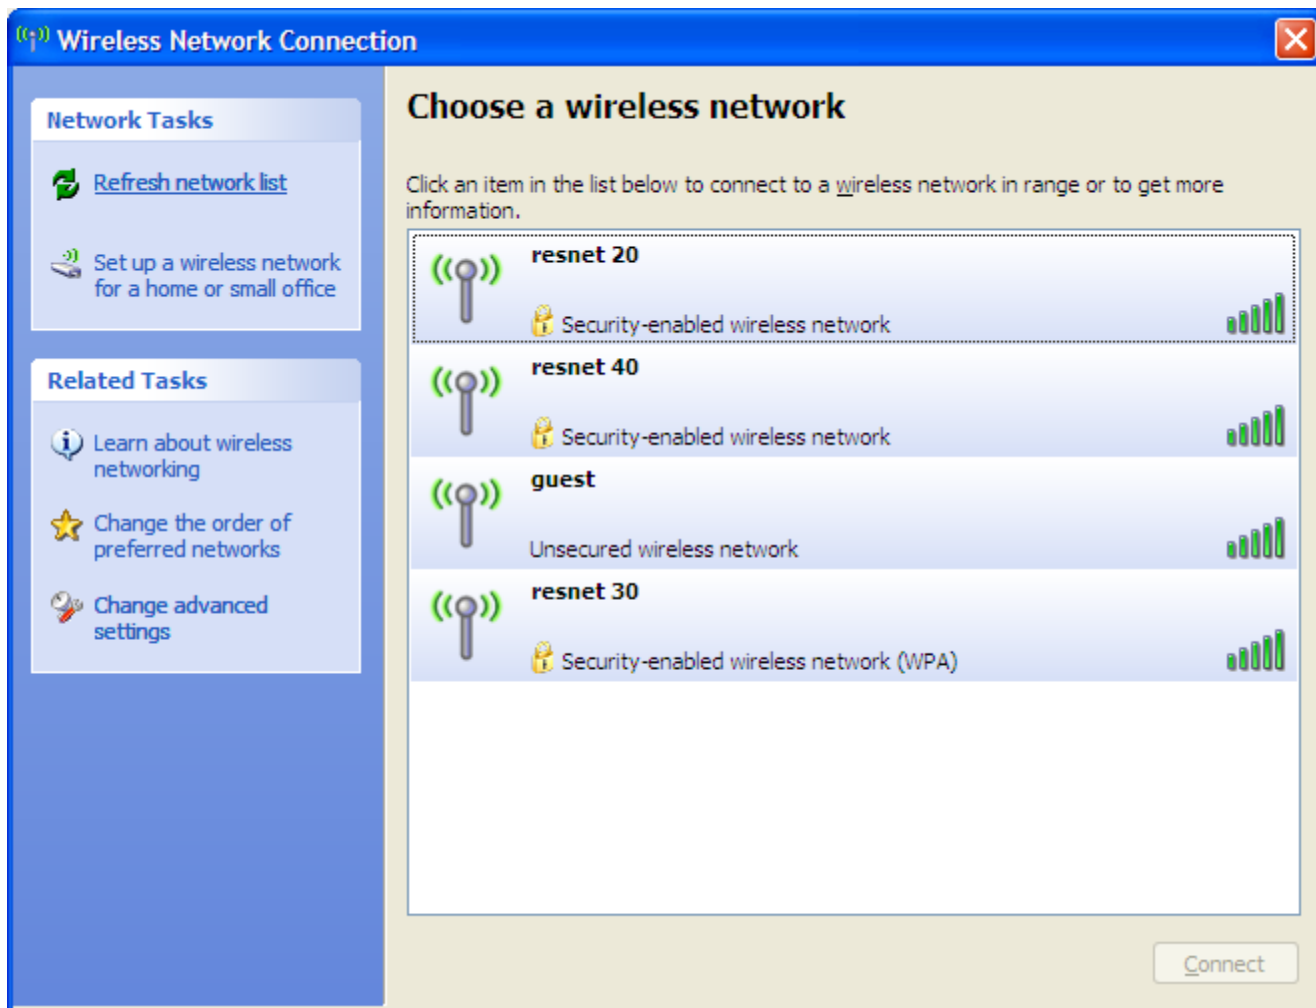 Wireless Network Connection
Network Tasks
Refresh network list
Set up a wireless network
for a home or small office
Related Tasks
Learn about wireless
networking
Change the order of
preferred networks
Change advanced
settings
Choose a wireless network
Click an item in the list below to connect to a wireless network in range or to get more
information.
resnet 20
Security-enabled wireless network
resnet 40
Security-enabled wireless network
guest
Unsecured wireless network
resnet 30
Security-enabled wireless network (WPA)
Connect